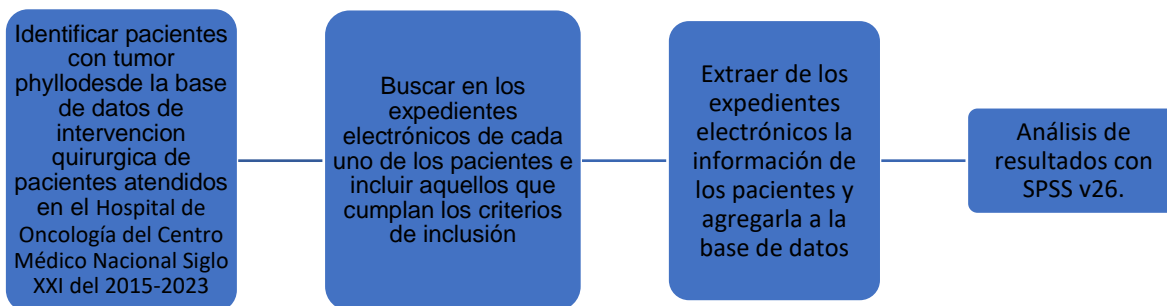 Identificar pacientes
con tumor
phyllodesde la base
de datos de
intervencion
quirurgica de
pacientes atendidos
en el Hospital de
Oncología del Centro
Médico Nacional Siglo
XXI del 2015-2023
Buscar en los
expedientes
electrónicos de cada
uno de los pacientes e
incluir aquellos que
cumplan los criterios
de inclusión
Extraer de los
expedientes
electrónicos la
información de
los pacientes y
agregarla a la
base de datos
Análisis de
resultados con
SPSS v26.